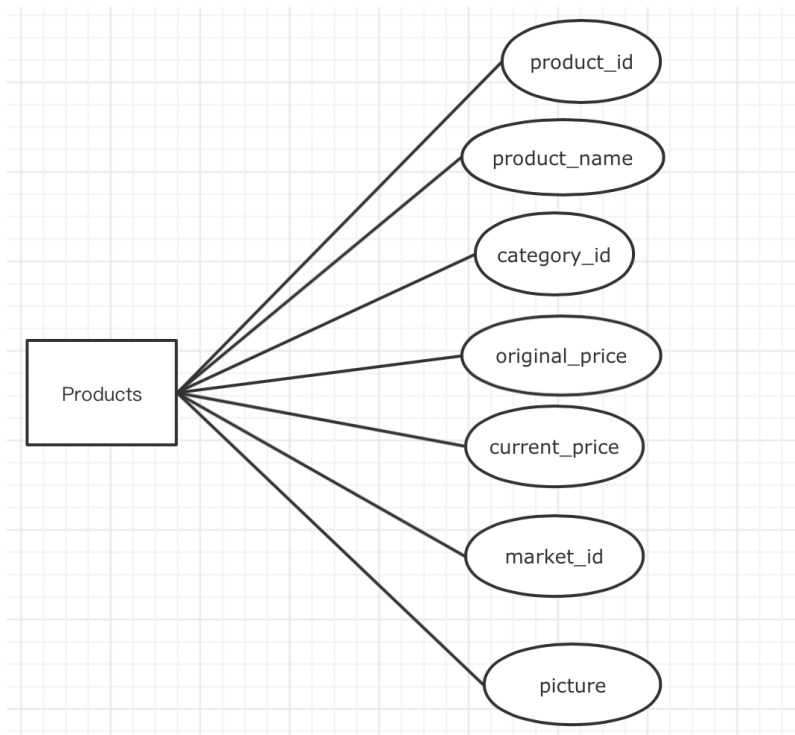 product_id
product_name
category_id
original_price
Products
current_price
market_id
picture